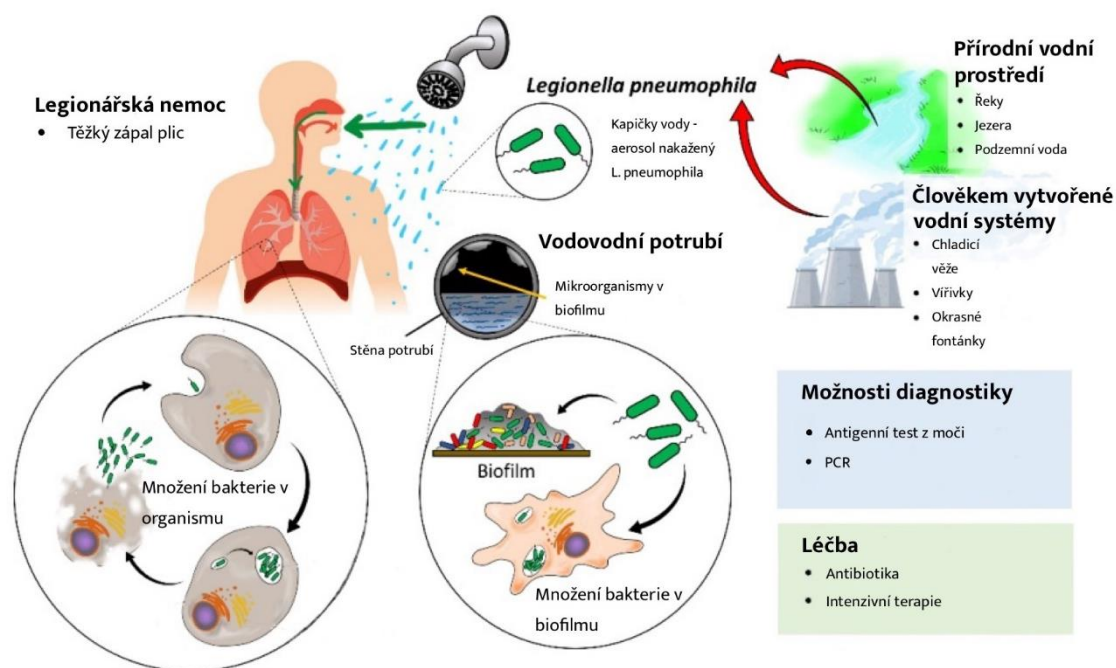 Legionářská nemoc
• Těžký zápal plic
Legionella pneumophila
Kapičky vody -
aerosol nakažený
L. pneumophila
Přírodní vodní
prostředí
• Řeky
• Jezera
• Podzemní voda
Člověkem vytvořené
vodní systémy
• Chladicí
věže
• Vířivky
• Okrasné
fontánky
Vodovodní potrubí
Mikroorganismy v
biofilmu
Stěna potrubí
Množení bakterie v
organismu
Biofilm
Množení bakterie v
biofilmu
Možnosti diagnostiky
• Antigenní test z moči
• PCR
Léčba
• Antibiotika
• Intenzivní terapie